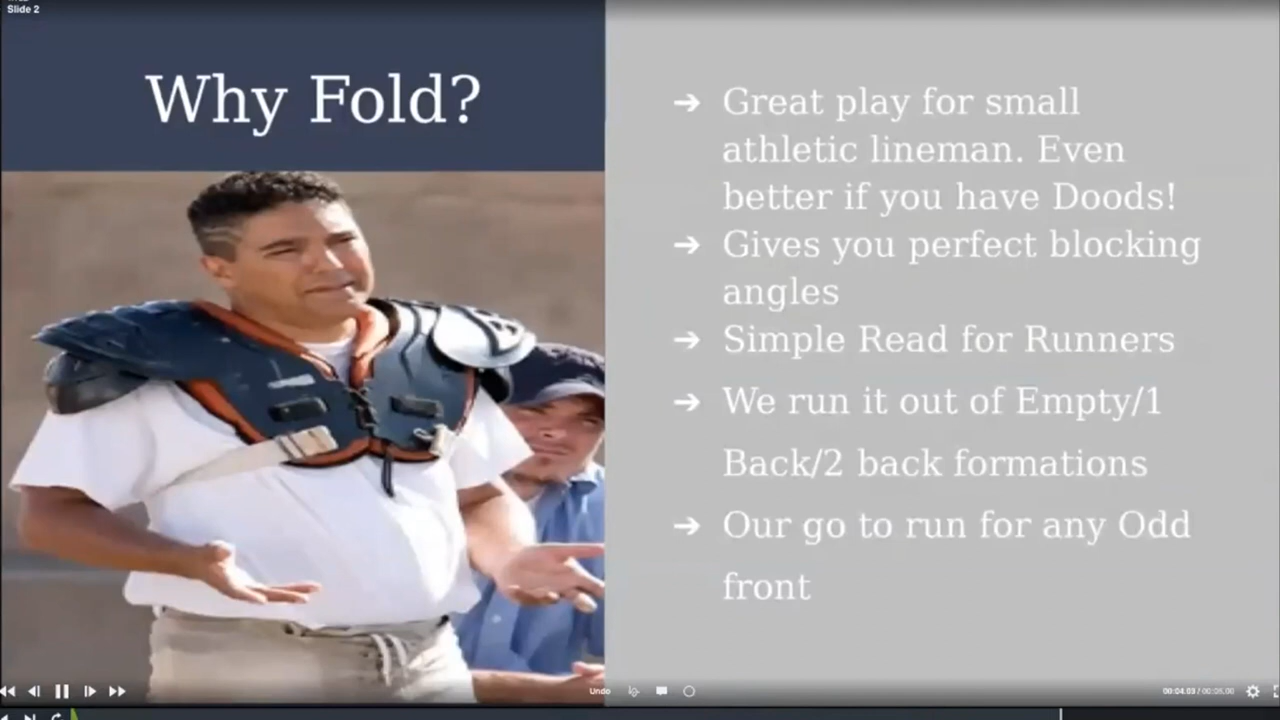 Slide 2
Why Fold?
➔ Great play for small
athletic lineman. Even
better if you have Doods!
➔ Gives you perfect blocking
angles
➔ Simple Read for Runners
➔ We run it out of Empty/1
Back/2 back formations
➔ Our go to run for any Odd
front
Undo
00:04.03 / 00:05.00